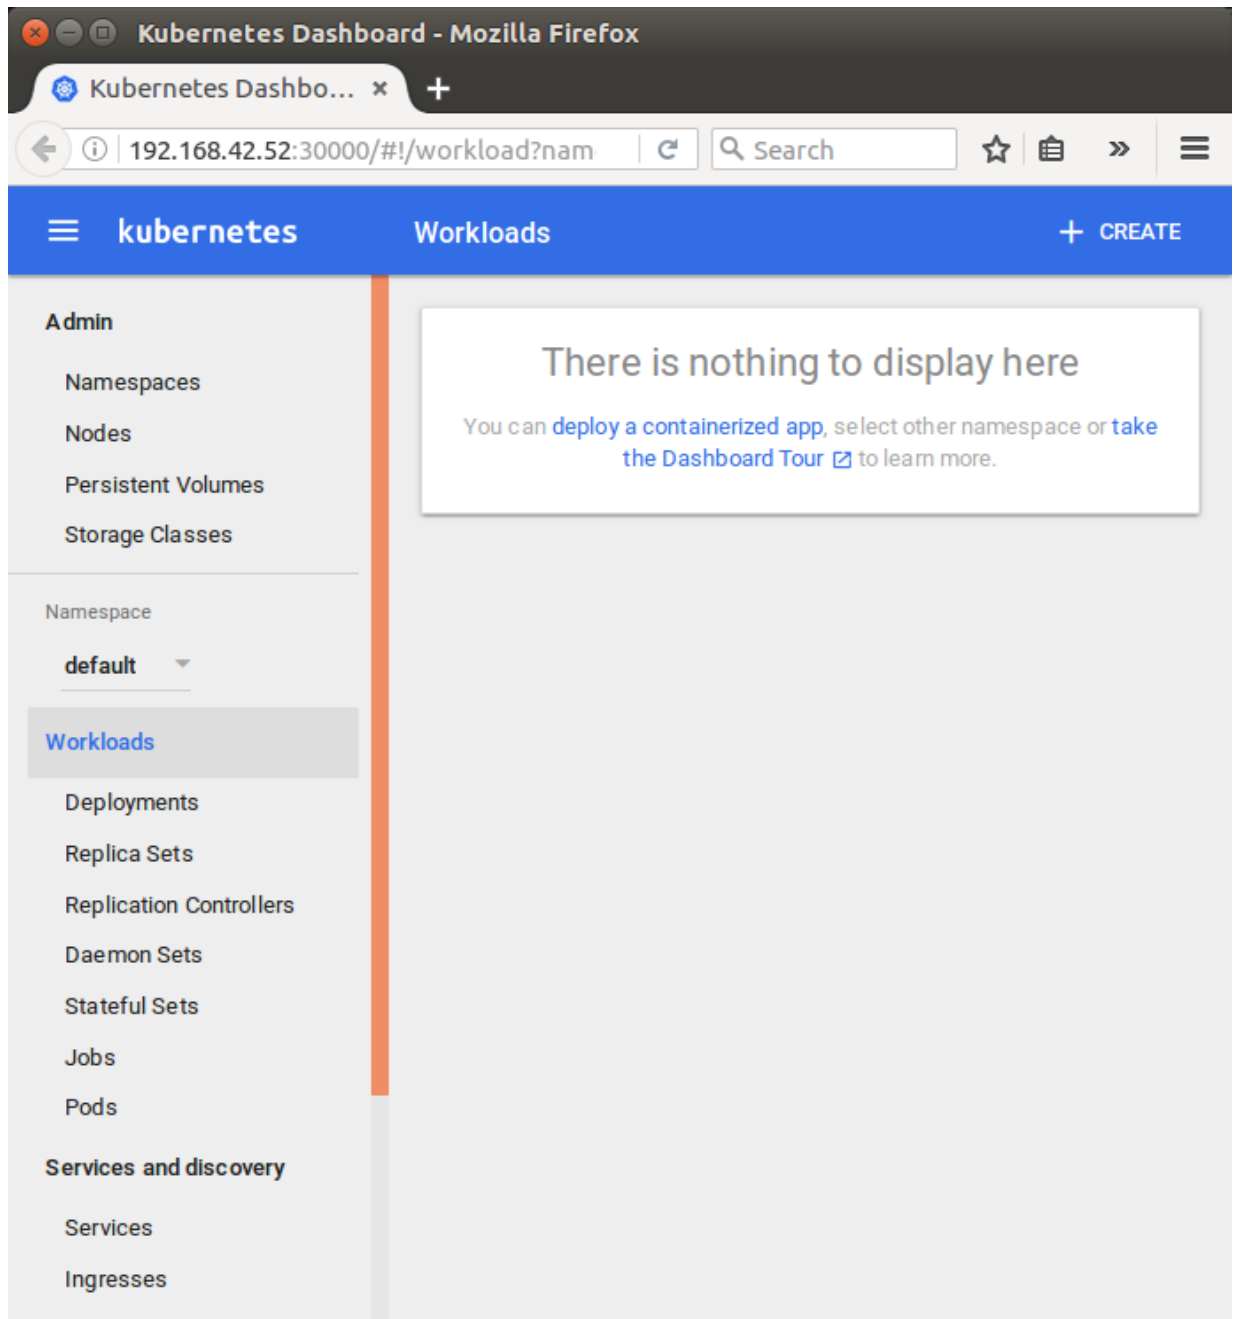 Kubernetes Dashboard - Mozilla Firefox
Kubernetes Dashbo...
192.168.42.52:30000/#!/workload?nam
Search
kubernetes
Workloads
CREATE
Admin
Namespaces
Nodes
Persistent Volumes
Storage Classes
Namespace
default
Workloads
Deployments
Replica Sets
Replication Controllers
Daemon Sets
Stateful Sets
Jobs
Pods
Services and discovery
Services
Ingresses
There is nothing to display here
You can deploy a containerized app, select other namespace or take
the Dashboard Tour to learn more.